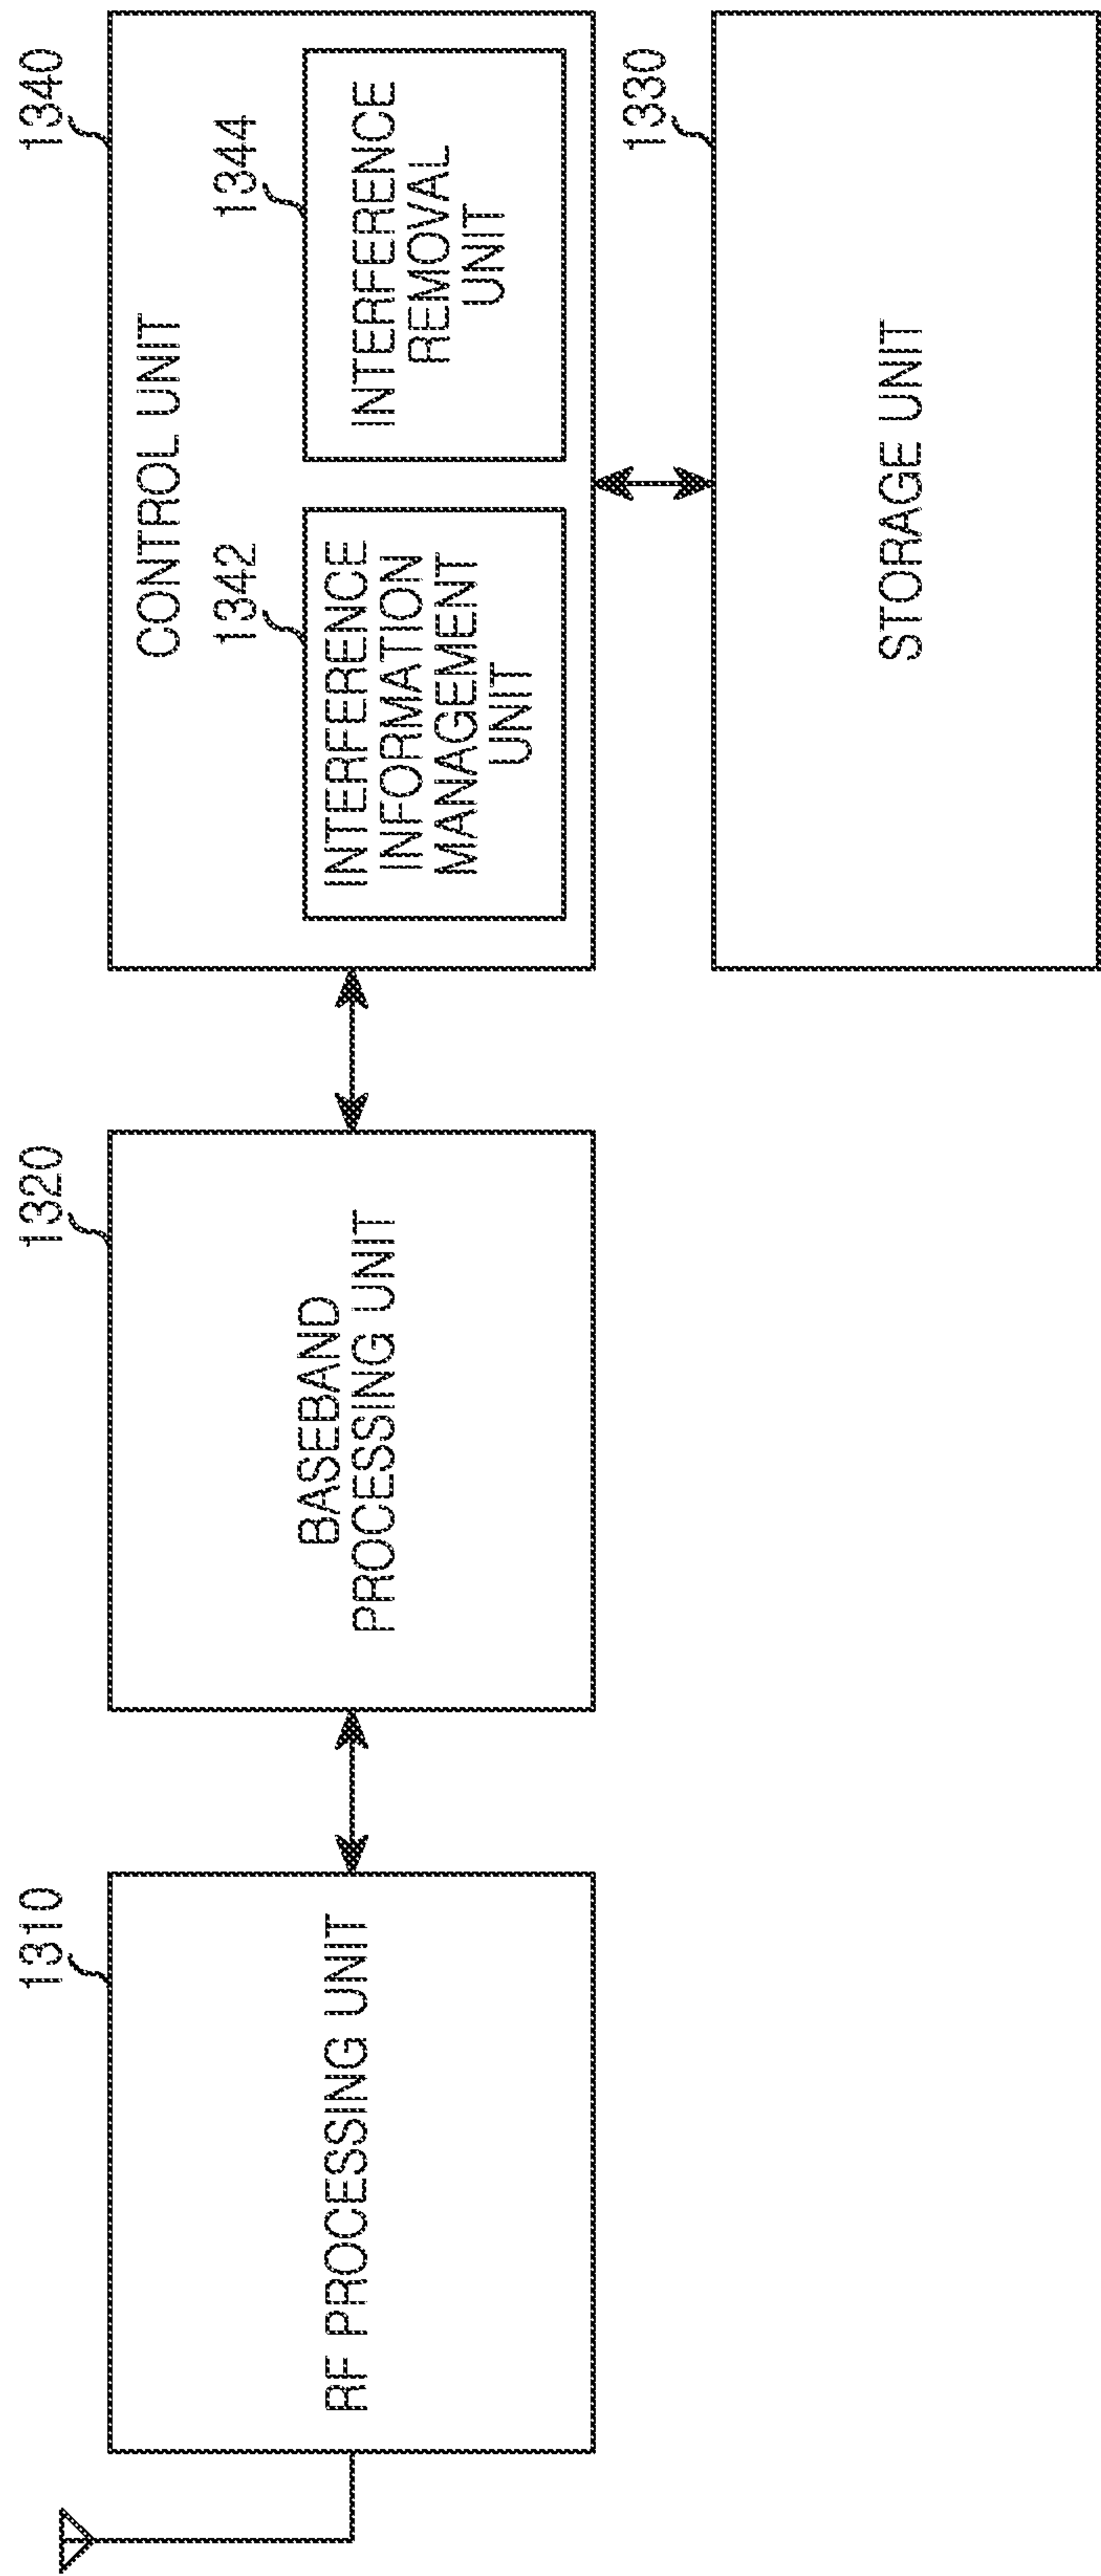 1310
RF PROCESSING UNIT
1320
BASEBAND
PROCESSING UNIT
1340
CONTROL UNIT
1342
INTERFERENCE
INFORMATION
MANAGEMENT
UNIT
1344
INTERFERENCE
REMOVAL
UNIT
1330
STORAGE UNIT